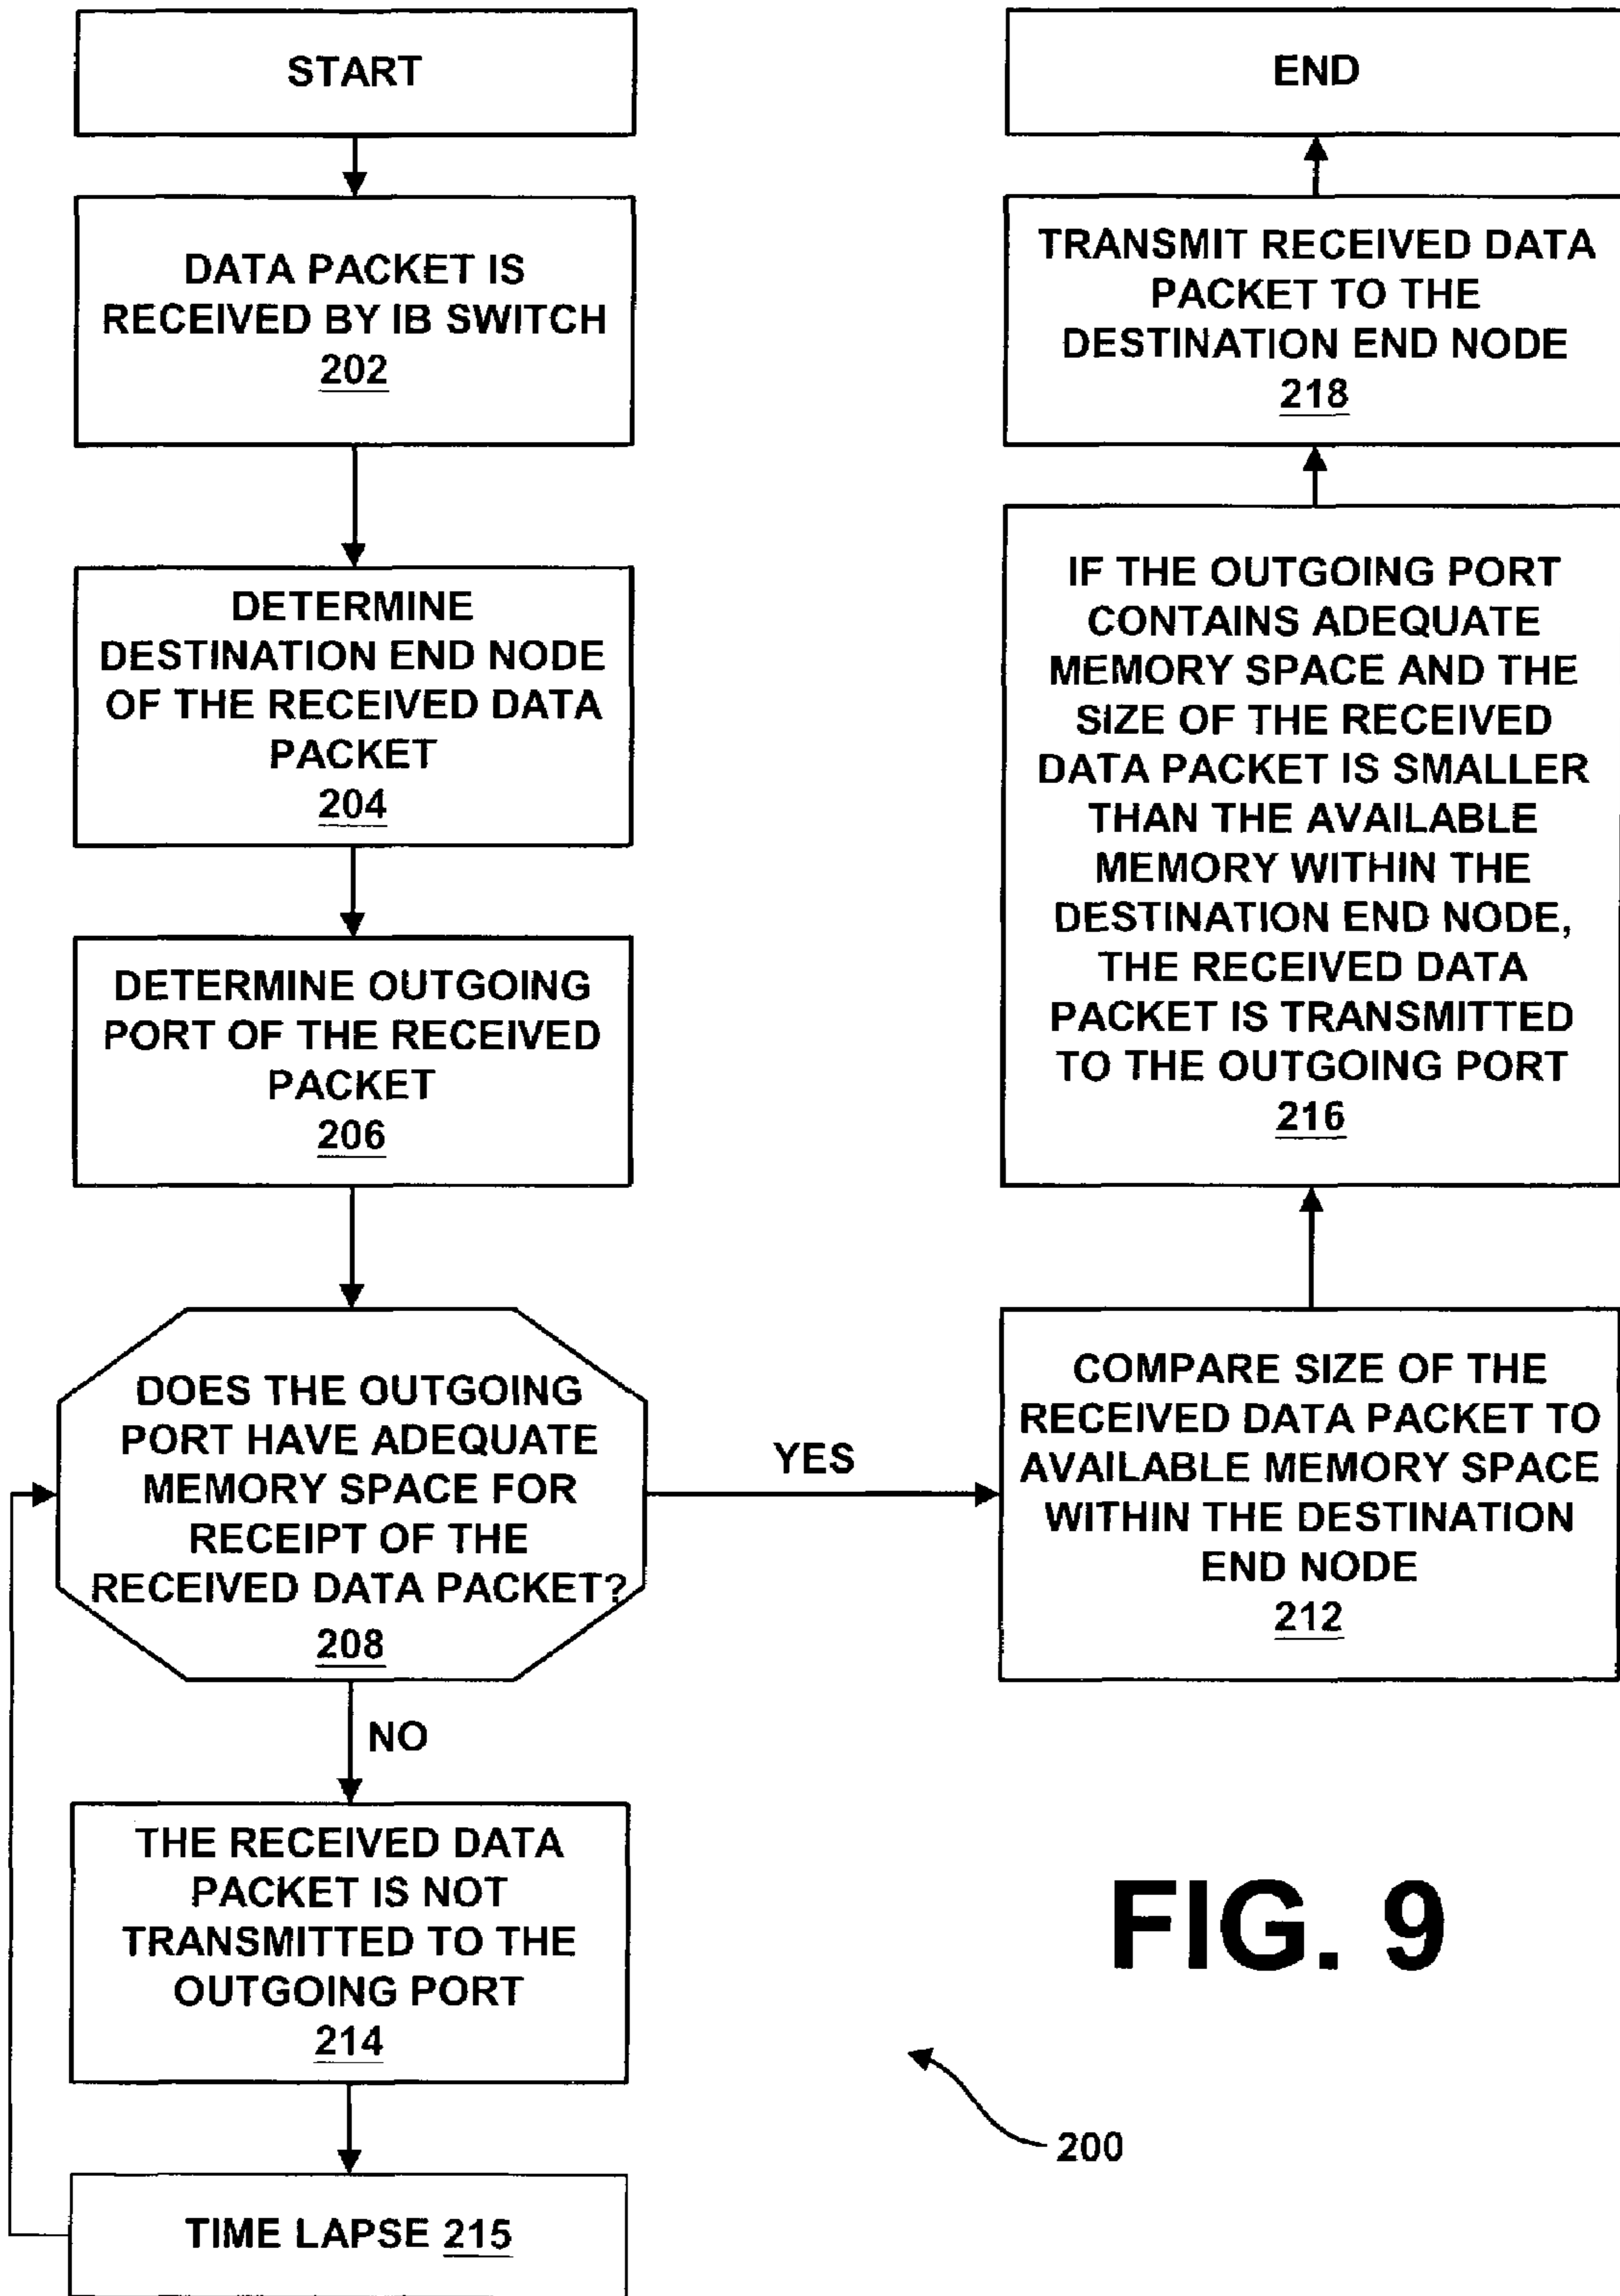 START
DATA PACKET IS
RECEIVED BY IB SWITCH
202
DETERMINE
DESTINATION END NODE
OF THE RECEIVED DATA
PACKET
204
DETERMINE OUTGOING
PORT OF THE RECEIVED
PACKET
206
DOES THE OUTGOING
PORT HAVE ADEQUATE
MEMORY SPACE FOR
RECEIPT OF THE
RECEIVED DATA PACKET?
208
NO
THE RECEIVED DATA
PACKET IS NOT
TRANSMITTED TO THE
OUTGOING PORT
214
TIME LAPSE 215
YES
COMPARE SIZE OF THE
RECEIVED DATA PACKET TO
AVAILABLE MEMORY SPACE
WITHIN THE DESTINATION
END NODE
212
IF THE OUTGOING PORT
CONTAINS ADEQUATE
MEMORY SPACE AND THE
SIZE OF THE RECEIVED
DATA PACKET IS SMALLER
THAN THE AVAILABLE
MEMORY WITHIN THE
DESTINATION END NODE,
THE RECEIVED DATA
PACKET IS TRANSMITTED
TO THE OUTGOING PORT
216
TRANSMIT RECEIVED DATA
PACKET TO THE
DESTINATION END NODE
218
END
FIG. 9
200